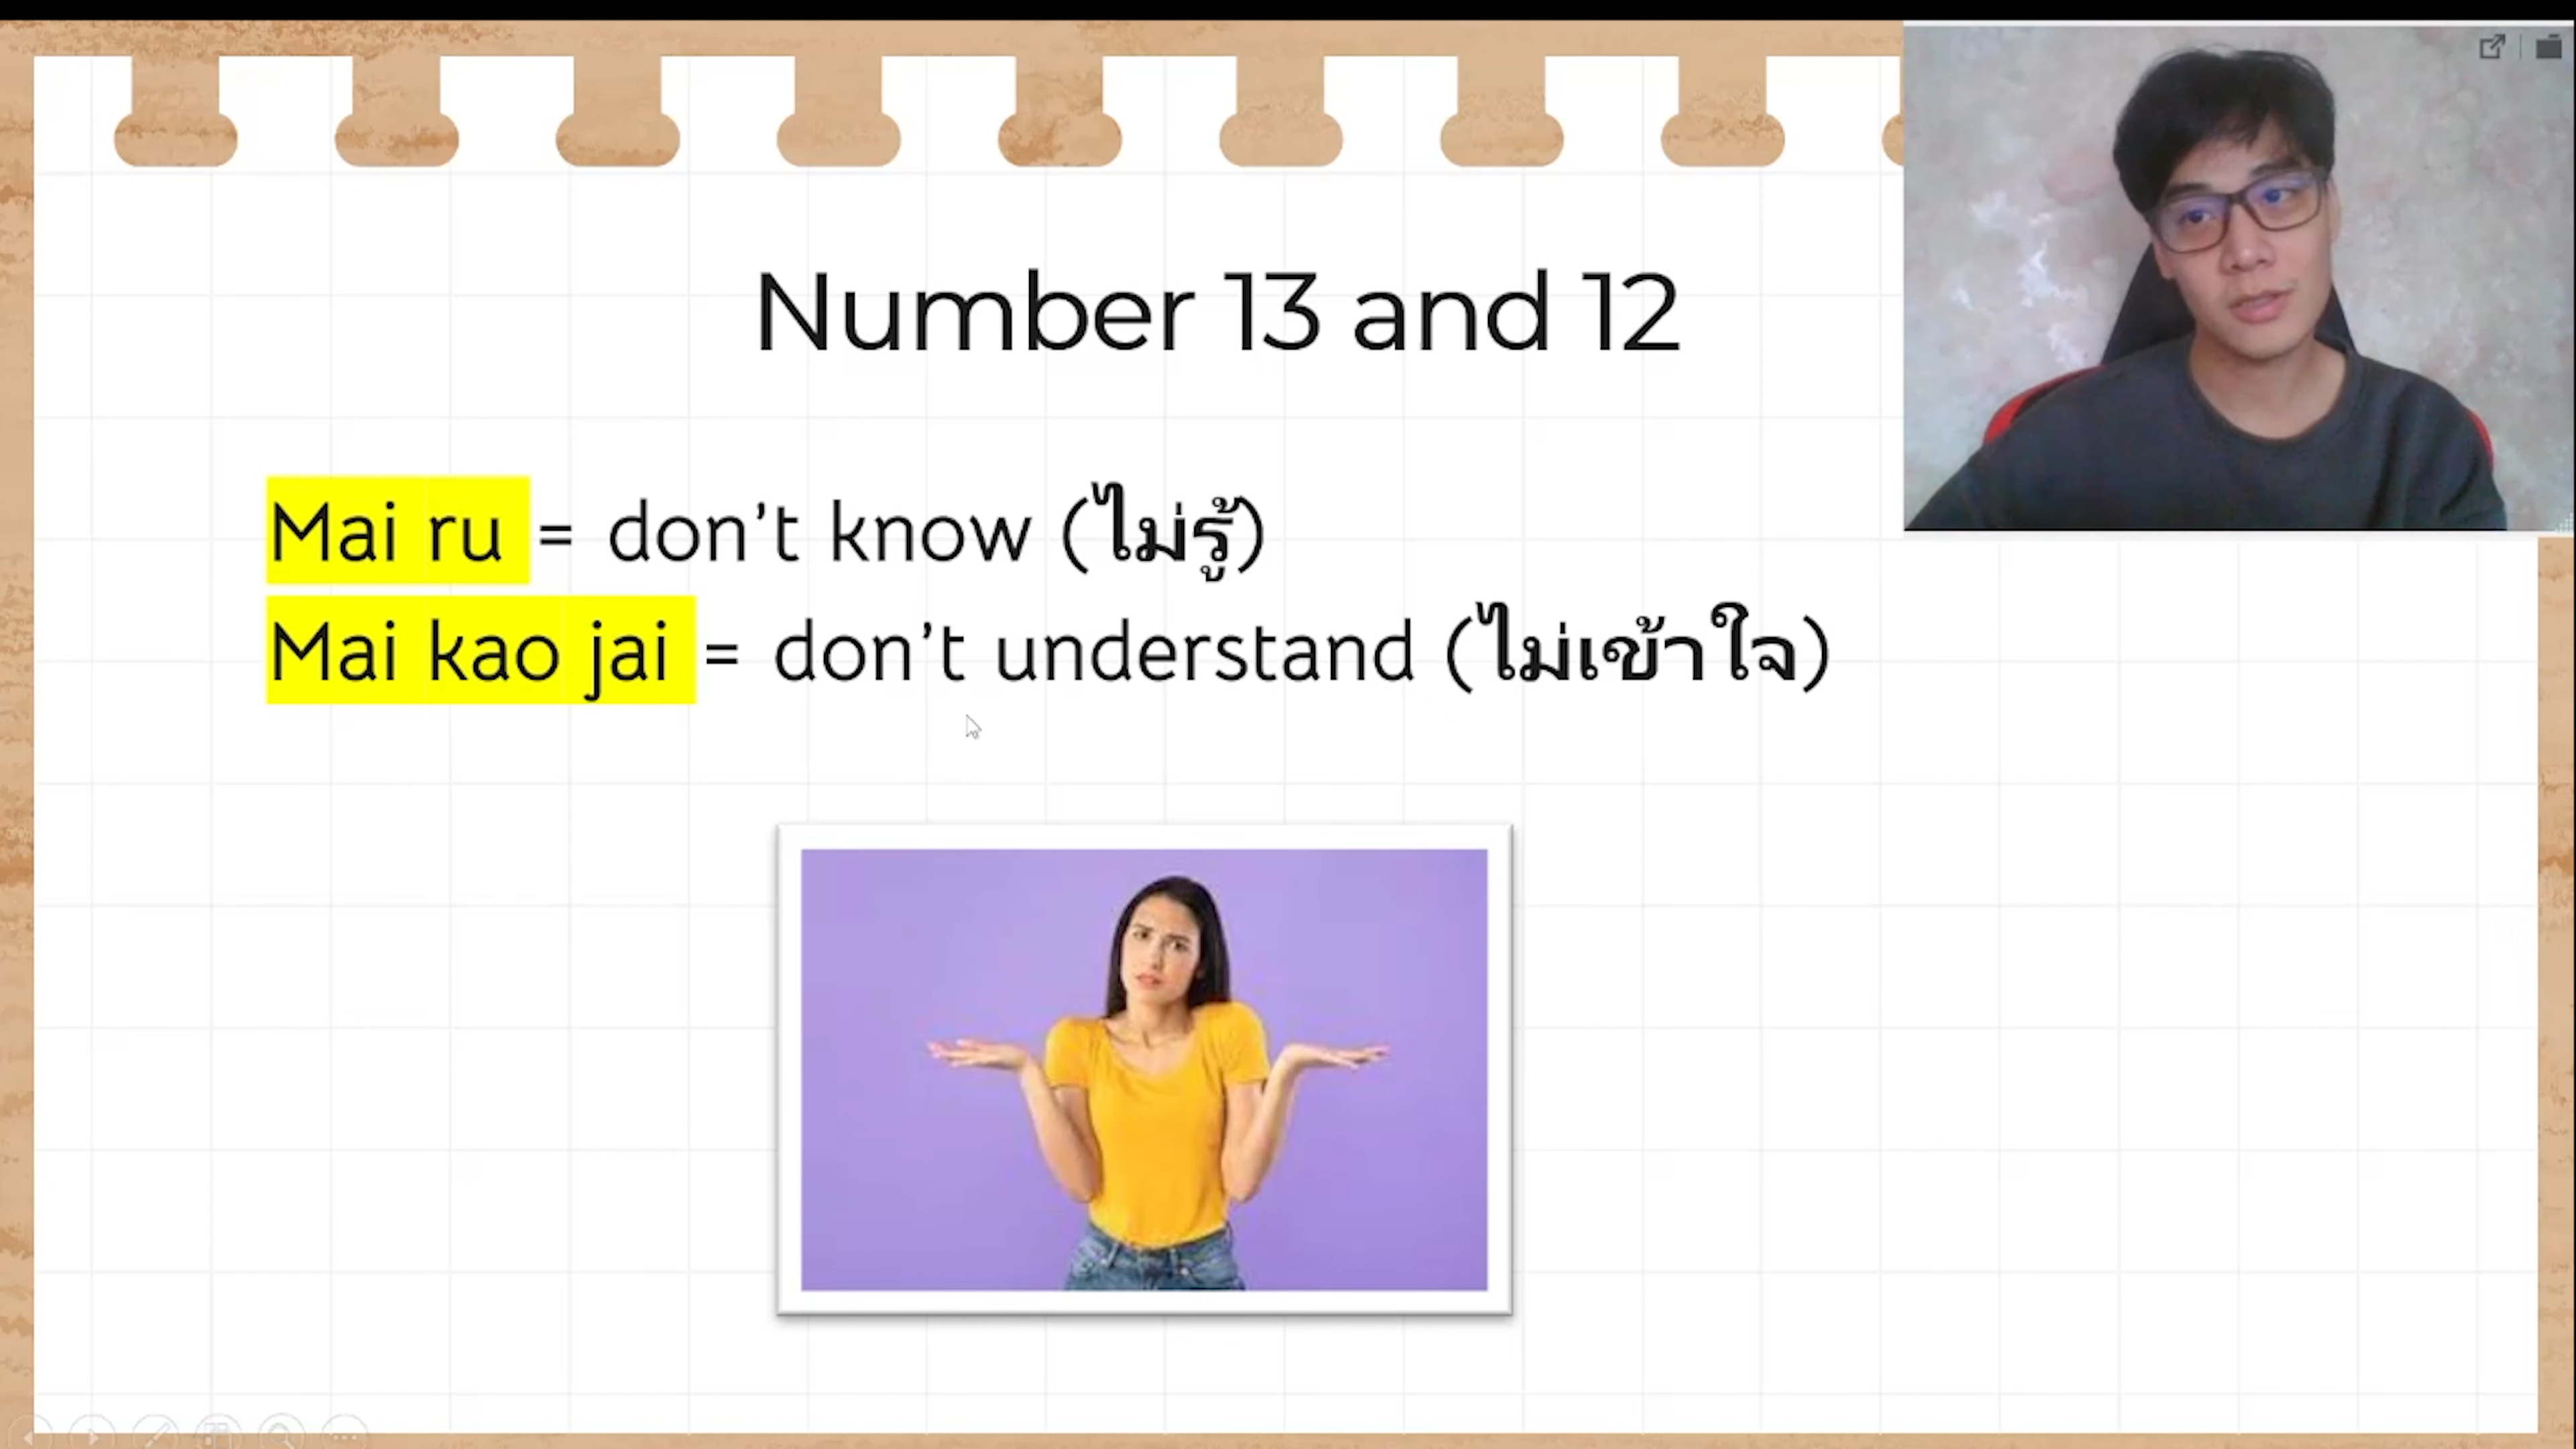 Number 13 and 12
Mai ru = don't know (ไม่รู้)
Mai kao jai = don't understand (ไม่เข้าใจ)